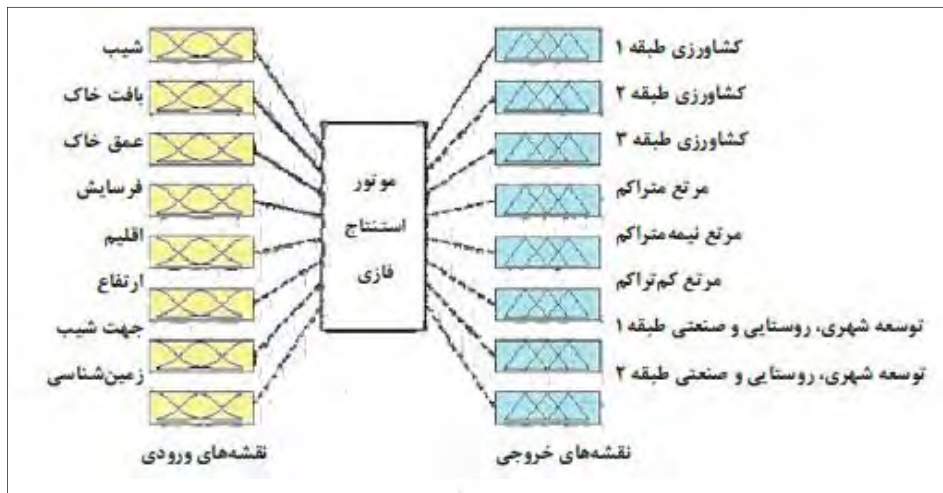 شیب
بافت خاک
عمق خاک
فرسایش
اقلیم
ارتفاع
جهت شیب
زمین‌شناسی
نقشه‌های ورودی
موتور
استنتاج
فازی
کشاورزی طبقه ۱
کشاورزی طبقه ۲
کشاورزی طبقه ۳
مرتع متراکم
مرتع نیمه‌متراکم
مرتع کم‌تراکم
توسعه شهری، روستایی و صنعتی طبقه ۱
توسعه شهری، روستایی و صنعتی طبقه ۲
نقشه‌های خروجی